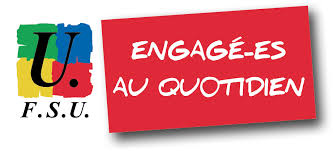 U.
F.S.U.
ENGAGÉ-ES
AU QUOTIDIEN